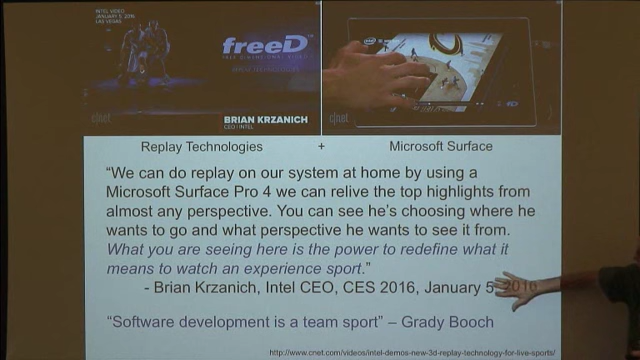 INTEL VIDEO
JANUARY 5, 2016
LAS VEGAS
freeD
BRIAN KRZANICH
CEO INTEL
c|net
c|net
Replay Technologies + Microsoft Surface
“We can do replay on our system at home by using a
Microsoft Surface Pro 4 we can relive the top highlights from
almost any perspective. You can see he’s choosing where he
wants to go and what perspective he wants to see it from.
What you are seeing here is the power to redefine what it
means to watch an experience sport.”
- Brian Krzanich, Intel CEO, CES 2016, January 5, 2016
“Software development is a team sport” – Grady Booch
http://www.cnet.com/videos/intel-demos-new-3d-replay-technology-for-live-sports/